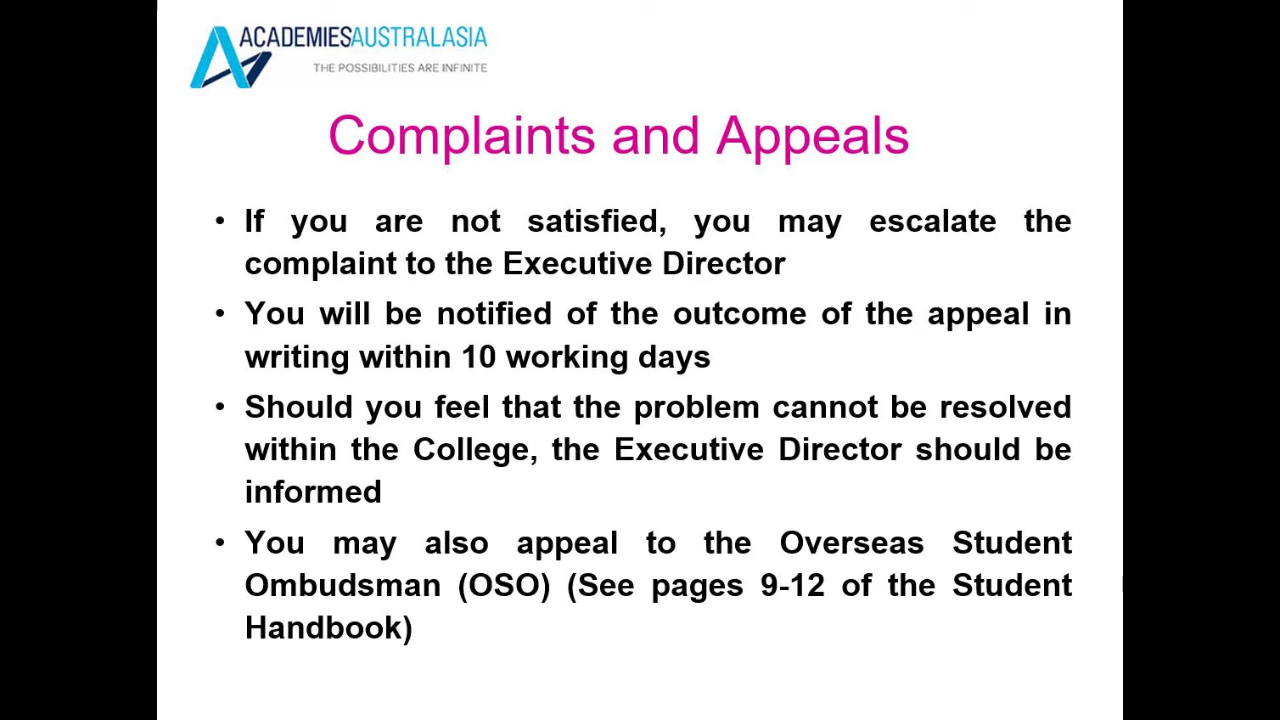 ACADEMIESAUSTRALASIA
THE POSSIBILITIES ARE INFINITE
Complaints and Appeals
• If you are not satisfied, you may escalate the
complaint to the Executive Director
• You will be notified of the outcome of the appeal in
writing within 10 working days
• Should you feel that the problem cannot be resolved
within the College, the Executive Director should be
informed
• You may also appeal to the Overseas Student
Ombudsman (OSO) (See pages 9-12 of the Student
Handbook)